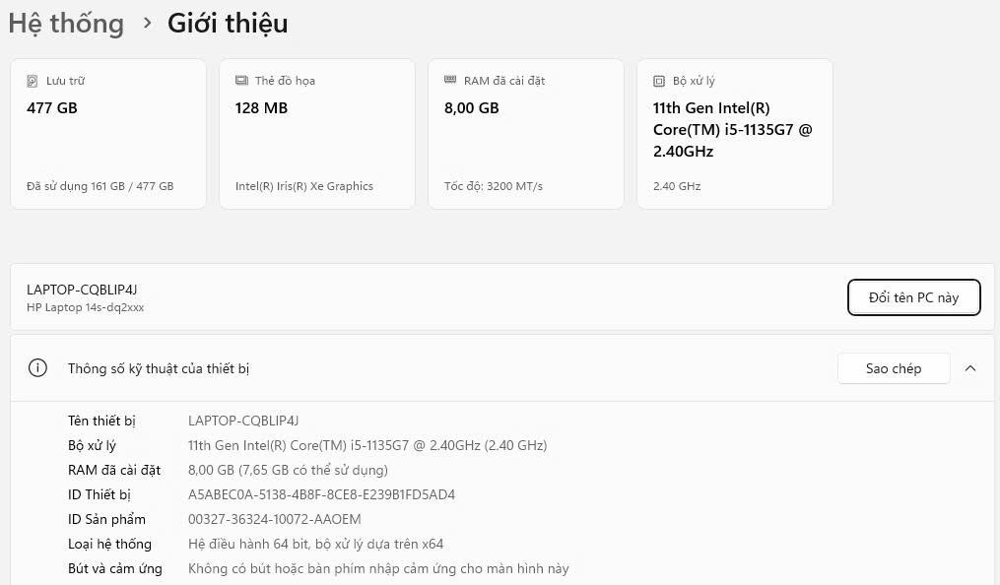 Hệ thống > Giới thiệu
Lưu trữ
477 GB
Đã sử dụng 161 GB / 477 GB
Thẻ đồ họa
128 MB
Intel(R) Iris(R) Xe Graphics
RAM đã cài đặt
8,00 GB
Tốc độ: 3200 MT/s
Bộ xử lý
11th Gen Intel(R)
Core(TM) i5-1135G7 @
2.40GHz
2.40 GHz
LAPTOP-CQBLIP4J
HP Laptop 14s-dq2xxx
Đổi tên PC này
Thông số kỹ thuật của thiết bị
Sao chép
Tên thiết bị LAPTOP-CQBLIP4J
Bộ xử lý 11th Gen Intel(R) Core(TM) i5-1135G7 @ 2.40GHz (2.40 GHz)
RAM đã cài đặt 8,00 GB (7,65 GB có thể sử dụng)
ID Thiết bị A5ABEC0A-5138-4B8F-8CE8-E239B1FD5AD4
ID Sản phẩm 00327-36324-10072-AAOEM
Loại hệ thống Hệ điều hành 64 bit, bộ xử lý dựa trên x64
Bút và cảm ứng Không có bút hoặc bàn phím nhập cảm ứng cho màn hình này